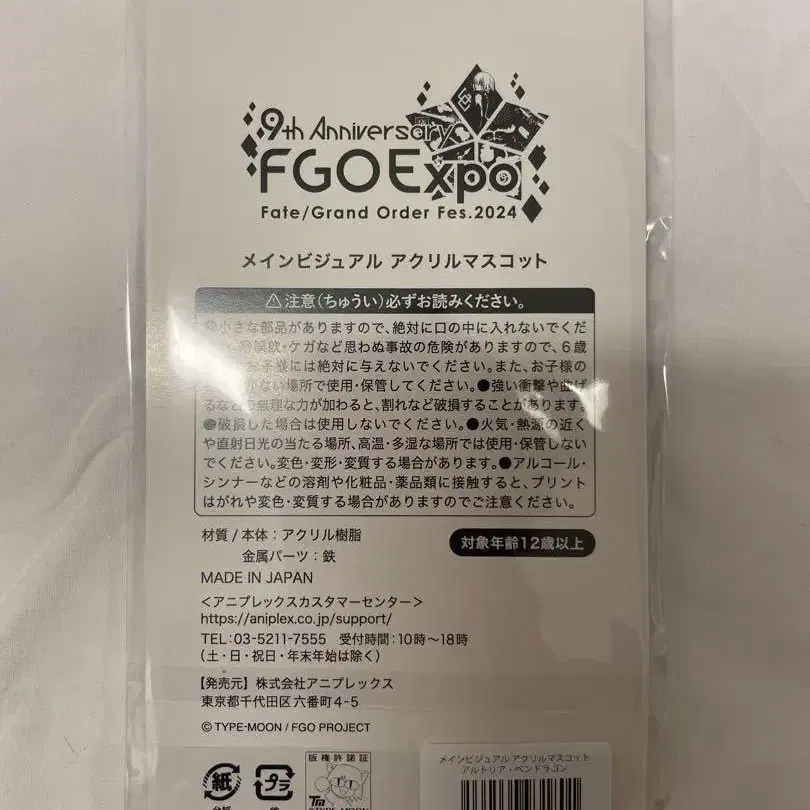 9th Anniversary
FGO Expo
Fate/Grand Order Fes.2024
メインビジュアル アクリルマスコット
⚠注意(ちゅうい)必ずお読みください。
小さな部品がありますので、絶対に口の中に入れないでくだ
誤飲・ケガなど思わぬ事故の危険がありますので、6歳
お子様には絶対に与えないでください。また、お子様の
ない場所で使用・保管してください。●強い衝撃や曲げ
るなどの無理な力が加わると、割れなど破損することがあります。
●破損した場合は使用しないでください。●火気・熱源の近く
や直射日光の当たる場所、高温・多湿な場所では使用・保管しない
でください。変色・変形・変質する場合があります。●アルコール・
シンナーなどの溶剤や化粧品・薬品類に接触すると、プリント
はがれや変色・変質する場合がありますのでご注意ください。
材質/本体:アクリル樹脂
金属パーツ:鉄
対象年齢12歳以上
MADE IN JAPAN
<アニプレックスカスタマーセンター>
https://aniplex.co.jp/support/
TEL:03-5211-7555 受付時間:10時~18時
(土・日・祝日・年末年始は除く)
【発売元】株式会社アニプレックス
東京都千代田区六番町4-5
© TYPE-MOON / FGO PROJECT
紙
プラ
版権許諾証
メインビジュアル アクリルマスコット
アルトリア・ペンドラゴン